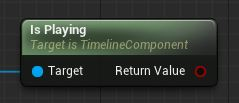 Is Playing
Target is TimelineComponent
Target Return Value